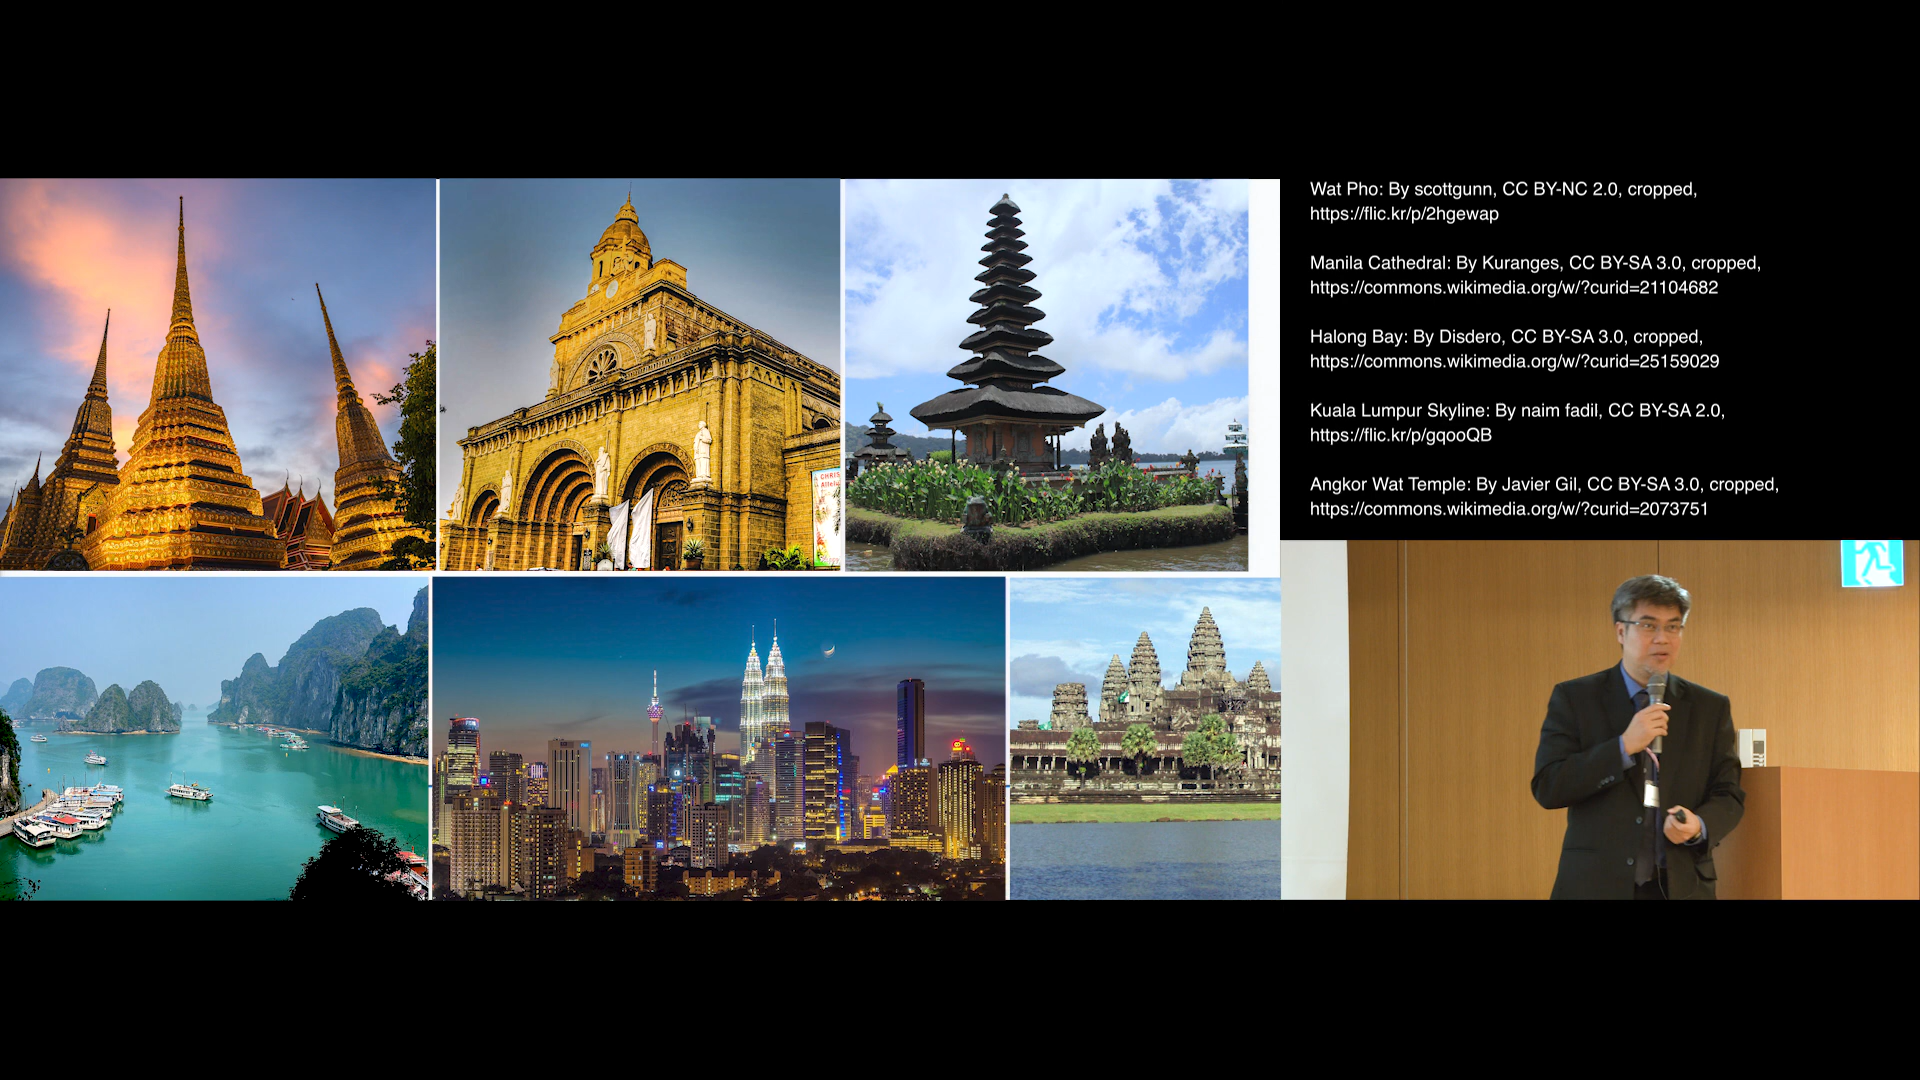 Wat Pho: By scottgunn, CC BY-NC 2.0, cropped,
https://flic.kr/p/2hgewap
Manila Cathedral: By Kuranges, CC BY-SA 3.0, cropped,
https://commons.wikimedia.org/w/?curid=21104682
Halong Bay: By Disdero, CC BY-SA 3.0, cropped,
https://commons.wikimedia.org/w/?curid=25159029
Kuala Lumpur Skyline: By naim fadil, CC BY-SA 2.0,
https://flic.kr/p/gqooQB
Angkor Wat Temple: By Javier Gil, CC BY-SA 3.0, cropped,
https://commons.wikimedia.org/w/?curid=2073751